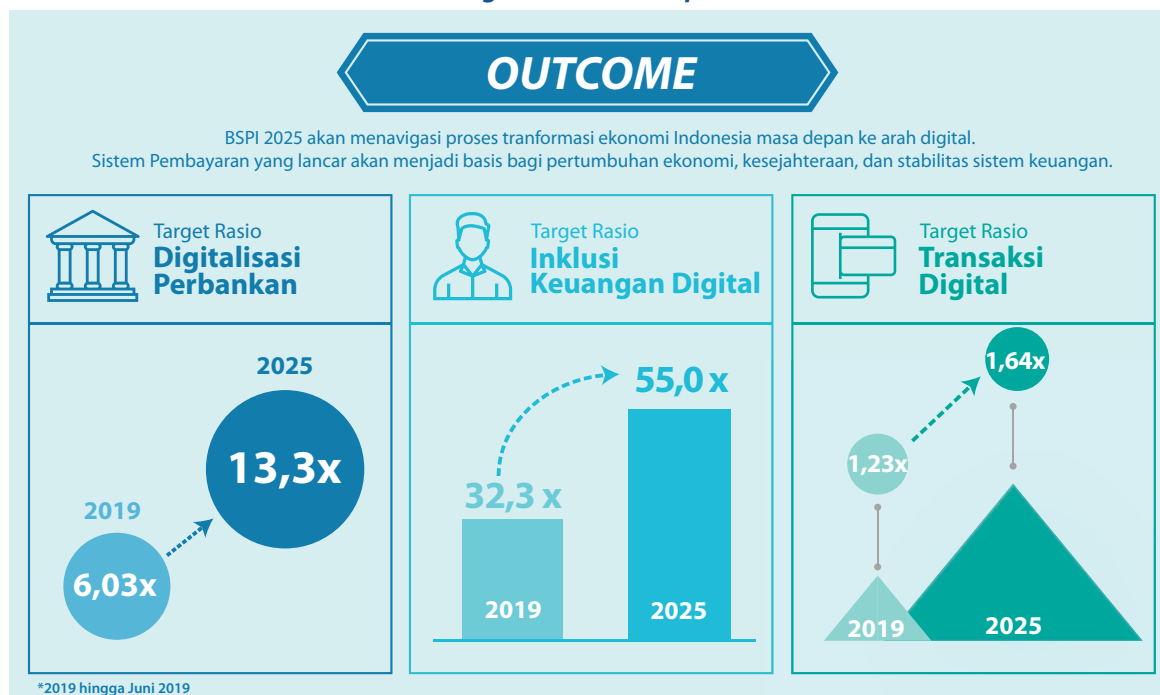 OUTCOME
BSPI 2025 akan menavigasi proses tranformasi ekonomi Indonesia masa depan ke arah digital.
Sistem Pembayaran yang lancar akan menjadi basis bagi pertumbuhan ekonomi, kesejahteraan, dan stabilitas sistem keuangan.
Target Rasio
Digitalisasi
Perbankan
2025
13,3x
2019
6,03x
Target Rasio
Inklusi
Keuangan Digital
55,0 x
32,3 x
2019
2025
Target Rasio
Transaksi
Digital
1,64x
1,23x
2019
2025
*2019 hingga Juni 2019